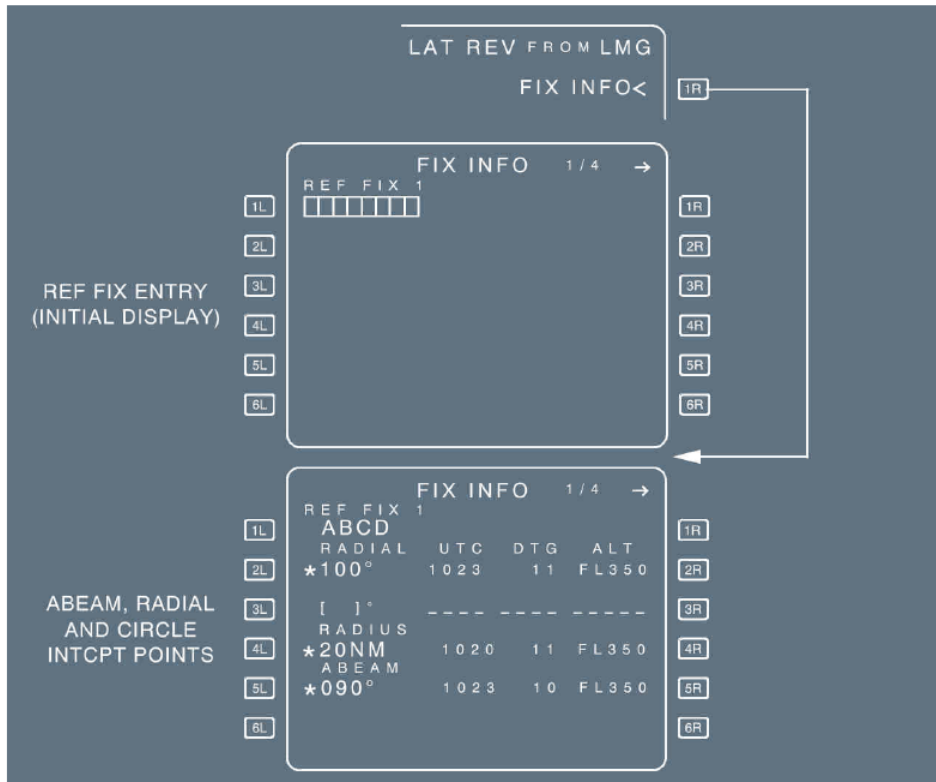 LAT REV FROM LMG
FIX INFO<
1R
FIX INFO 1/4 →
REF FIX 1
1L
1R
2L
2R
REF FIX ENTRY
(INITIAL DISPLAY)
3L
3R
4L
4R
5L
5R
6L
6R
FIX INFO 1/4 →
REF FIX 1
1L
ABCD
1R
RADIAL UTC DTG ALT
2L
*100° 1023 11 FL350
2R
ABEAM, RADIAL
AND CIRCLE
INTCPT POINTS
3L
[ ]° ---- ---- -----
3R
RADIUS
4L
*20NM 1020 11 FL350
4R
ABEAM
5L
*090° 1023 10 FL350
5R
6L
6R